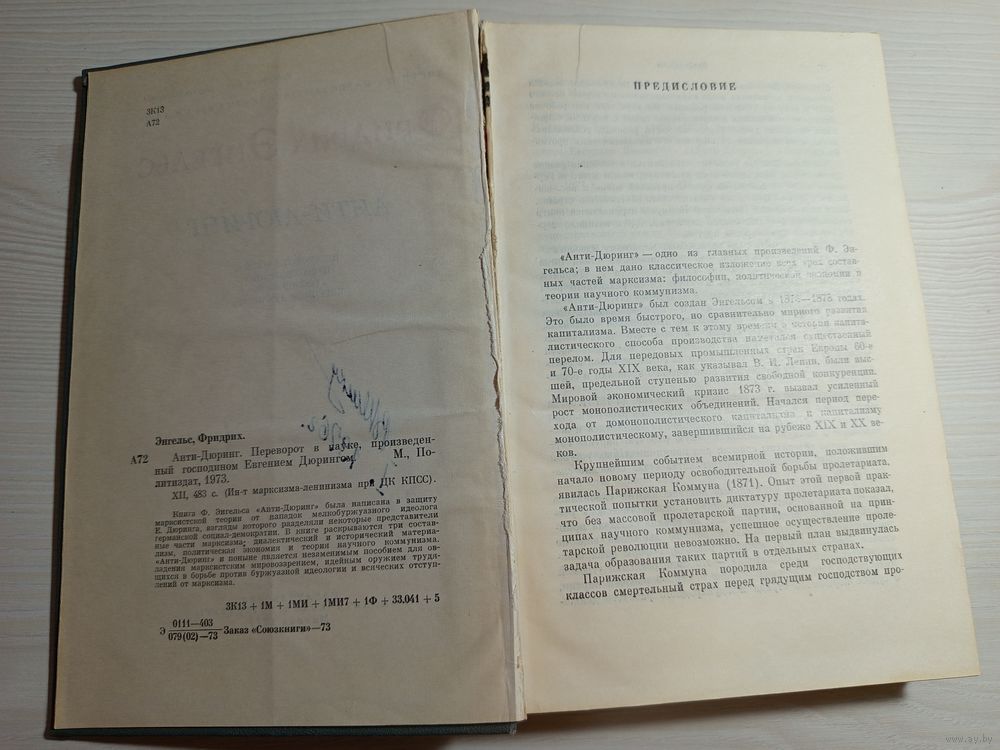 ЗК13
А72
Энгельс, Фридрих.
А72 Анти-Дюринг. Переворот в науке, произведен-
ный господином Евгением Дюрингом. М., По-
литиздат, 1973.
XII, 483 с. (Ин-т марксизма-ленинизма при ЦК КПСС).
Книга Ф. Энгельса «Анти-Дюринг» была написана в защиту
марксистской теории от нападок мелкобуржуазного идеолога
Е. Дюринга, взгляды которого разделяли некоторые представители
германской социал-демократии. В книге раскрываются три состав-
ные части марксизма: диалектический и исторический материа-
лизм, политическая экономия и теория научного коммунизма.
«Анти-Дюринг» и поныне является незаменимым пособием для ов-
ладения марксистским мировоззрением, идейным оружием трудя-
щихся в борьбе против буржуазной идеологии и всяческих отступ-
лений от марксизма.
3К13 + 1М + 1МИ + 1МИ7 + 1Ф + 33.041 + 5
Э 0111—403
079(02)—73 Заказ «Союзкниги»—73
ПРЕДИСЛОВИЕ
«Анти-Дюринг» — одно из главных произведений Ф. Эн-
гельса; в нем дано классическое изложение всех трех состав-
ных частей марксизма: философии, политической экономии и
теории научного коммунизма.
«Анти-Дюринг» был создан Энгельсом в 1876—1878 годах.
Это было время быстрого, но сравнительно мирного развития
капитализма. Вместе с тем к этому времени в истории капита-
листического способа производства наметился существенный
перелом. Для передовых промышленных стран Европы 60-е
и 70-е годы XIX века, как указывал В. И. Ленин, были выс-
шей, предельной ступенью развития свободной конкуренции.
Мировой экономический кризис 1873 г. вызвал усиленный
рост монополистических объединений. Начался период пере-
хода от домонополистического капитализма к капитализму
монополистическому, завершившийся на рубеже XIX и XX ве-
ков.
Крупнейшим событием всемирной истории, положившим
начало новому периоду освободительной борьбы пролетариата,
явилась Парижская Коммуна (1871). Опыт этой первой прак-
тической попытки установить диктатуру пролетариата показал,
что без массовой пролетарской партии, основанной на прин-
ципах научного коммунизма, успешное осуществление проле-
тарской революции невозможно. На первый план выдвинулась
задача образования таких партий в отдельных странах.
Парижская Коммуна породила среди господствующих
классов смертельный страх перед грядущим господством про-
www.ay.by